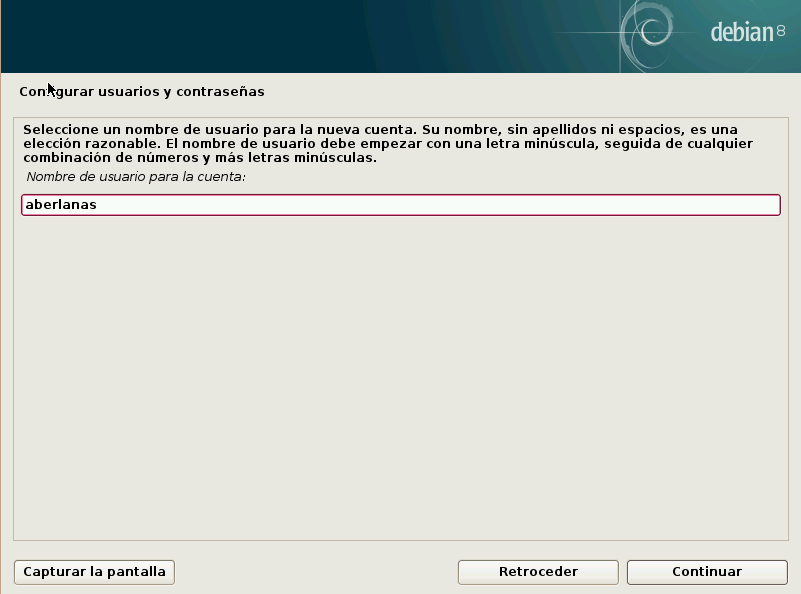 debian 8
Configurar usuarios y contraseñas
Seleccione un nombre de usuario para la nueva cuenta. Su nombre, sin apellidos ni espacios, es una
elección razonable. El nombre de usuario debe empezar con una letra minúscula, seguida de cualquier
combinación de números y más letras minúsculas.
Nombre de usuario para la cuenta:
aberlanas
Capturar la pantalla Retroceder Continuar